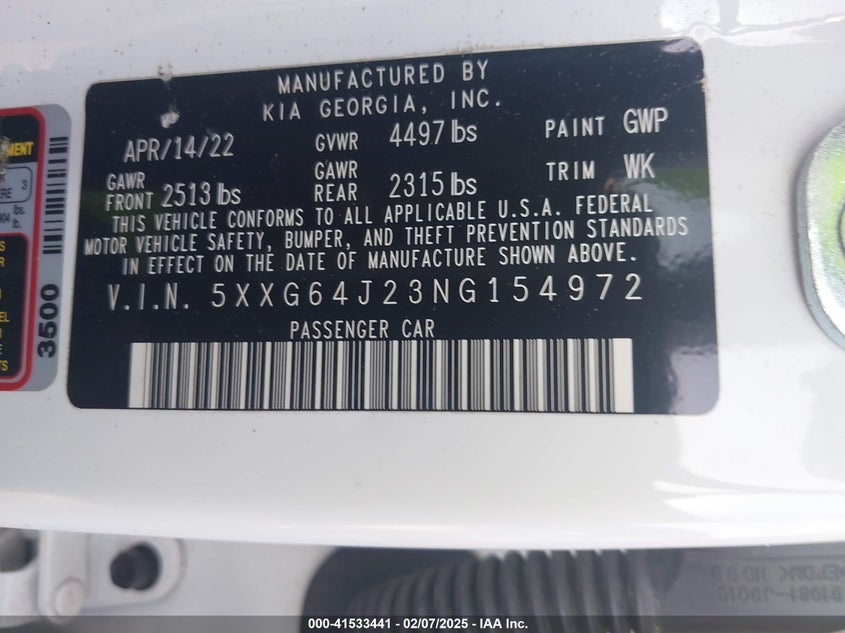 MANUFACTURED BY
KIA GEORGIA, INC.
APR/14/22 GVWR 4497 lbs PAINT GWP
GAWR FRONT 2513 lbs GAWR REAR 2315 lbs TRIM WK
THIS VEHICLE CONFORMS TO ALL APPLICABLE U.S.A. FEDERAL
MOTOR VEHICLE SAFETY, BUMPER, AND THEFT PREVENTION STANDARDS
IN EFFECT ON THE DATE OF MANUFACTURE SHOWN ABOVE.
V.I.N. 5XXG64J23NG154972
PASSENGER CAR
3500
000-41533441 — 02/07/2025 — IAA Inc.